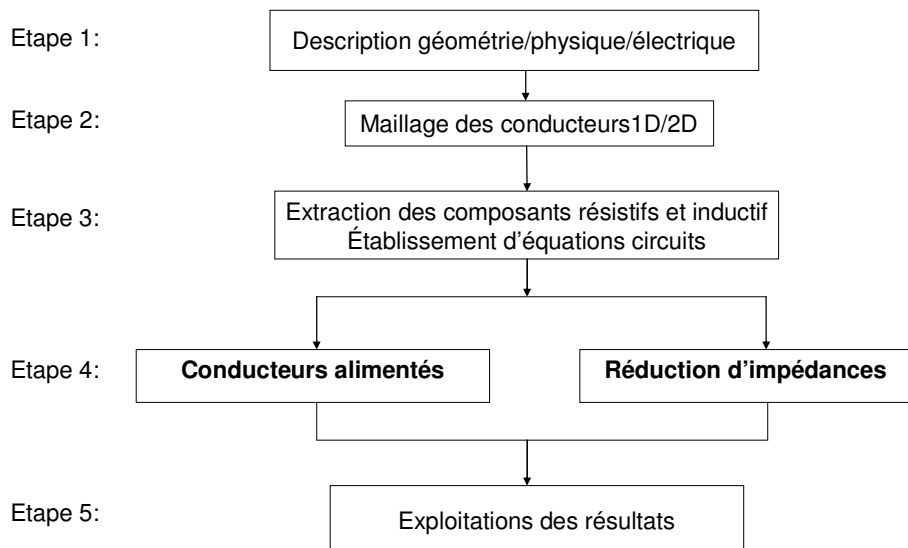 Etape 1:
Description géométrie/physique/électrique
Etape 2:
Maillage des conducteurs1D/2D
Etape 3:
Extraction des composants résistifs et inductif
Établissement d’équations circuits
Etape 4:
Conducteurs alimentés
Réduction d’impédances
Etape 5:
Exploitations des résultats